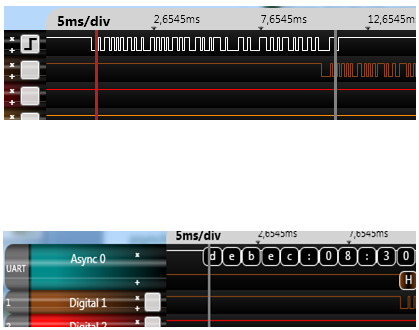 5ms/div 2,6545ms 7,6545ms 12,6545ms
5ms/div 2,6545ms 7,6545ms
UART Async 0 d e b e c : 0 8 : 3 0
H
1 Digital 1
2 Digital 2